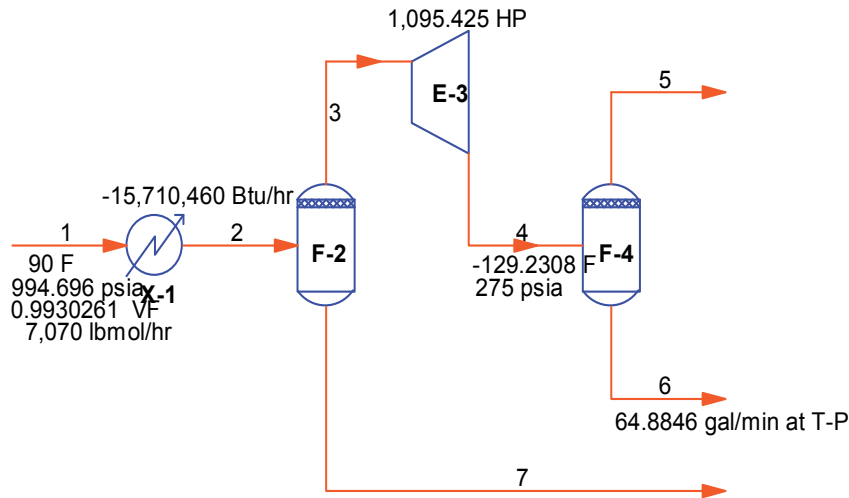 1,095.425 HP
5
E-3
3
-15,710,460 Btu/hr
1
2
4
F-2
F-4
90 F
-129.2308 F
994.696 psia
X-1
275 psia
0.9930261 VF
7,070 lbmol/hr
6
64.8846 gal/min at T-P
7